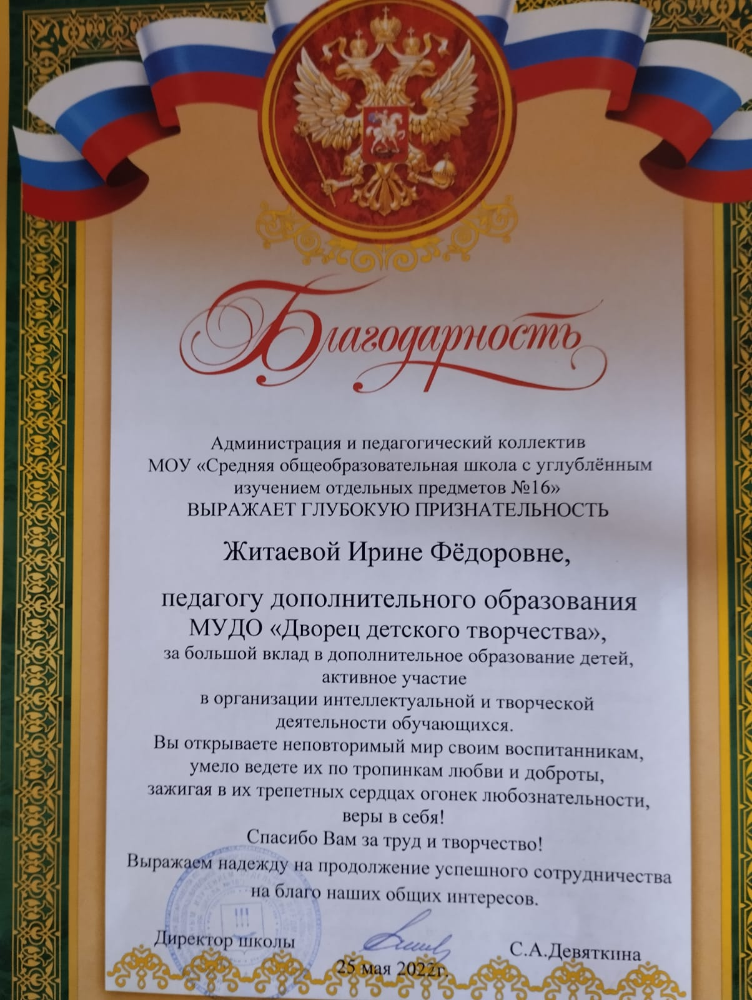 Благодарность
Администрация и педагогический коллектив
МОУ «Средняя общеобразовательная школа с углублённым
изучением отдельных предметов №16»
ВЫРАЖАЕТ ГЛУБОКУЮ ПРИЗНАТЕЛЬНОСТЬ
Житаевой Ирине Фёдоровне,
педагогу дополнительного образования
МУДО «Дворец детского творчества»,
за большой вклад в дополнительное образование детей,
активное участие
в организации интеллектуальной и творческой
деятельности обучающихся.
Вы открываете неповторимый мир своим воспитанникам,
умело ведете их по тропинкам любви и доброты,
зажигая в их трепетных сердцах огонек любознательности,
веры в себя!
Спасибо Вам за труд и творчество!
Выражаем надежду на продолжение успешного сотрудничества
на благо наших общих интересов.
Директор школы С.А.Девяткина
25 мая 2022г.